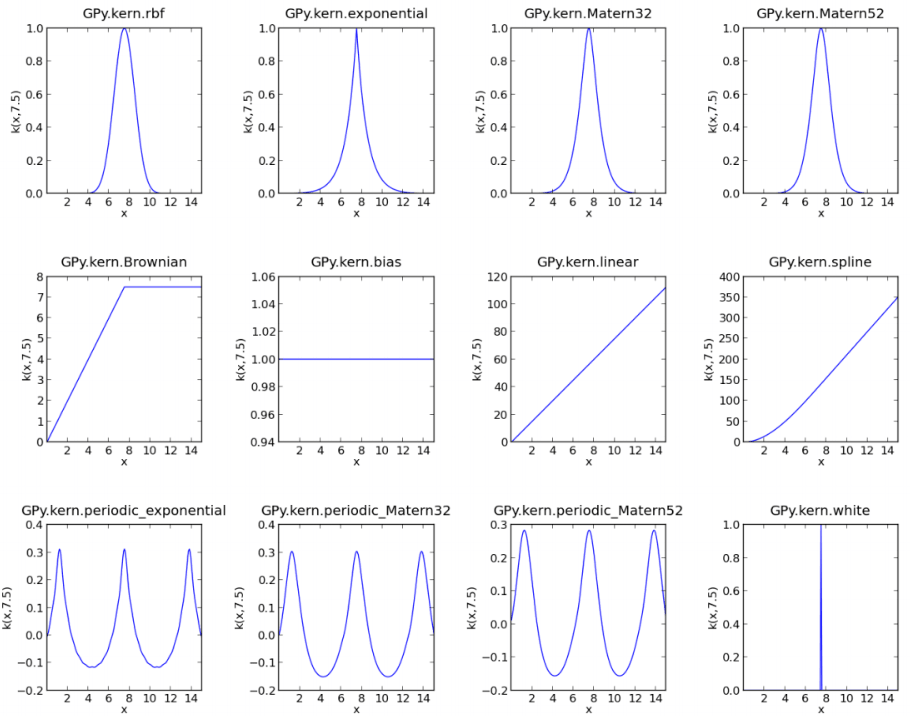 GPy.kern.rbf GPy.kern.exponential GPy.kern.Matern32 GPy.kern.Matern52
1.0 1.0 1.0 1.0
0.8 0.8 0.8 0.8
0.6 0.6 0.6 0.6
k(x,7.5) k(x,7.5) k(x,7.5) k(x,7.5)
0.4 0.4 0.4 0.4
0.2 0.2 0.2 0.2
0.0 0.0 0.0 0.0
2 4 6 8 10 12 14 2 4 6 8 10 12 14 2 4 6 8 10 12 14 2 4 6 8 10 12 14
x x x x
GPy.kern.Brownian GPy.kern.bias GPy.kern.linear GPy.kern.spline
8 1.06 120 400
7 1.04 100 350
6 1.02 80 300
5 1.00 60 250
k(x,7.5) k(x,7.5) k(x,7.5) k(x,7.5)
4 0.98 40 200
3 0.96 20 150
2 0.94 0 100
1 50
0 0
2 4 6 8 10 12 14 2 4 6 8 10 12 14 2 4 6 8 10 12 14 2 4 6 8 10 12 14
x x x x
GPy.kern.periodic_exponential GPy.kern.periodic_Matern32 GPy.kern.periodic_Matern52 GPy.kern.white
0.4 0.4 0.3 1.0
0.3 0.3 0.2 0.8
0.2 0.2 0.1 0.6
k(x,7.5) k(x,7.5) k(x,7.5) k(x,7.5)
0.1 0.1 0.0 0.4
0.0 0.0 −0.1 0.2
−0.1 −0.1 −0.2 0.0
−0.2 −0.2
2 4 6 8 10 12 14 2 4 6 8 10 12 14 2 4 6 8 10 12 14 2 4 6 8 10 12 14
x x x x